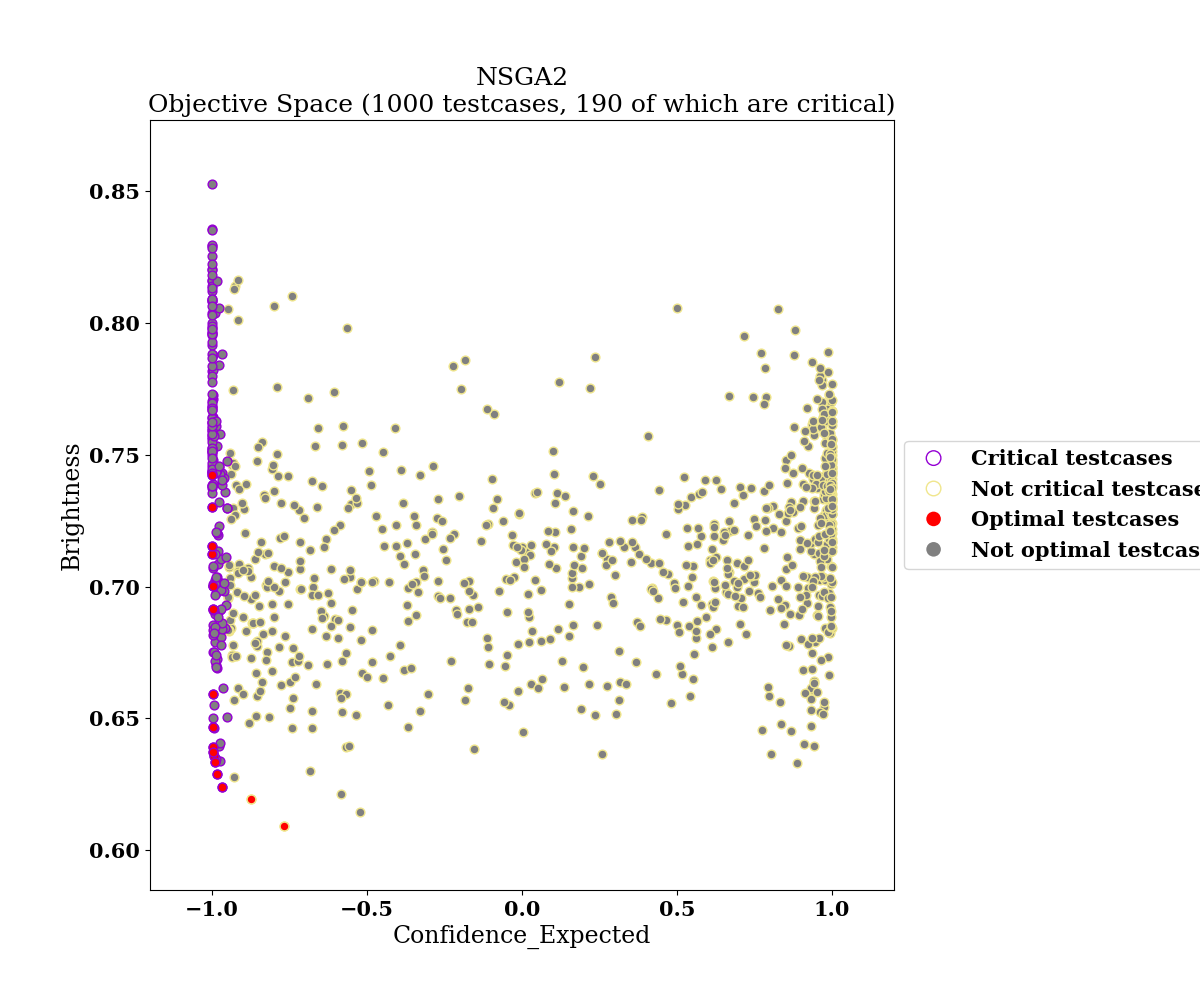 NSGA2
Objective Space (1000 testcases, 190 of which are critical)
0.85
0.80
0.75
0.70
0.65
0.60
Brightness
−1.0
−0.5
0.0
0.5
1.0
Confidence_Expected
Critical testcases
Not critical testcase
Optimal testcases
Not optimal testcas